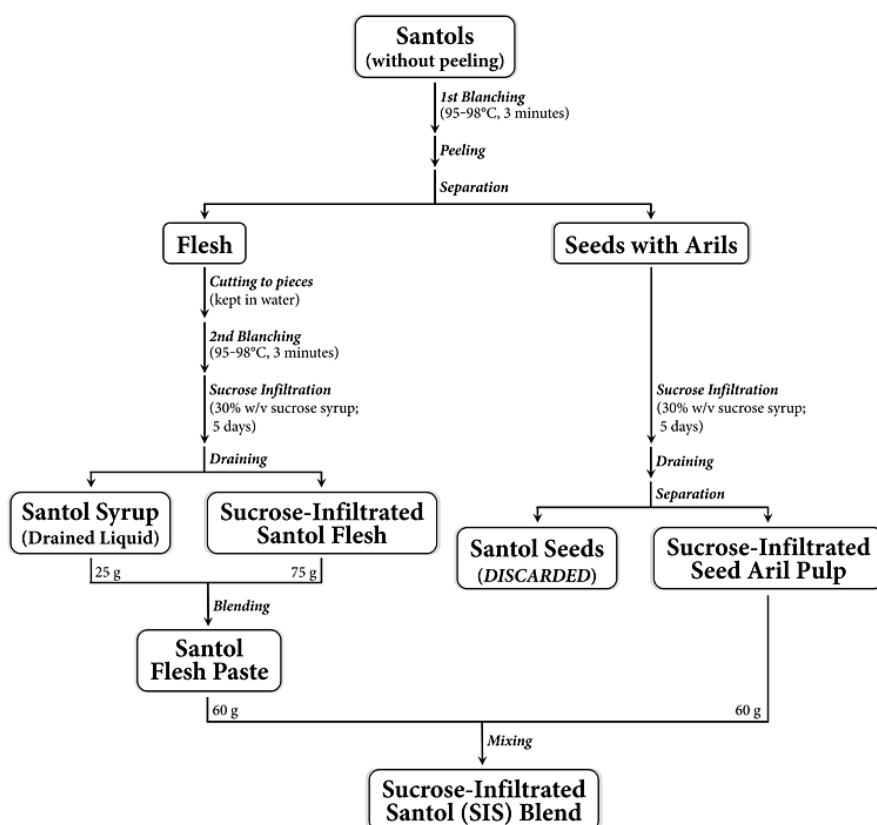 Santols
(without peeling)
1st Blanching
(95-98°C, 3 minutes)
Peeling
Separation
Flesh
Seeds with Arils
Cutting to pieces
(kept in water)
2nd Blanching
(95-98°C, 3 minutes)
Sucrose Infiltration
(30% w/v sucrose syrup;
5 days)
Sucrose Infiltration
(30% w/v sucrose syrup;
5 days)
Draining
Draining
Separation
Santol Syrup
(Drained Liquid)
Sucrose-Infiltrated
Santol Flesh
Santol Seeds
(DISCARDED)
Sucrose-Infiltrated
Seed Aril Pulp
25 g
75 g
Blending
Santol
Flesh Paste
60 g
60 g
Mixing
Sucrose-Infiltrated
Santol (SIS) Blend